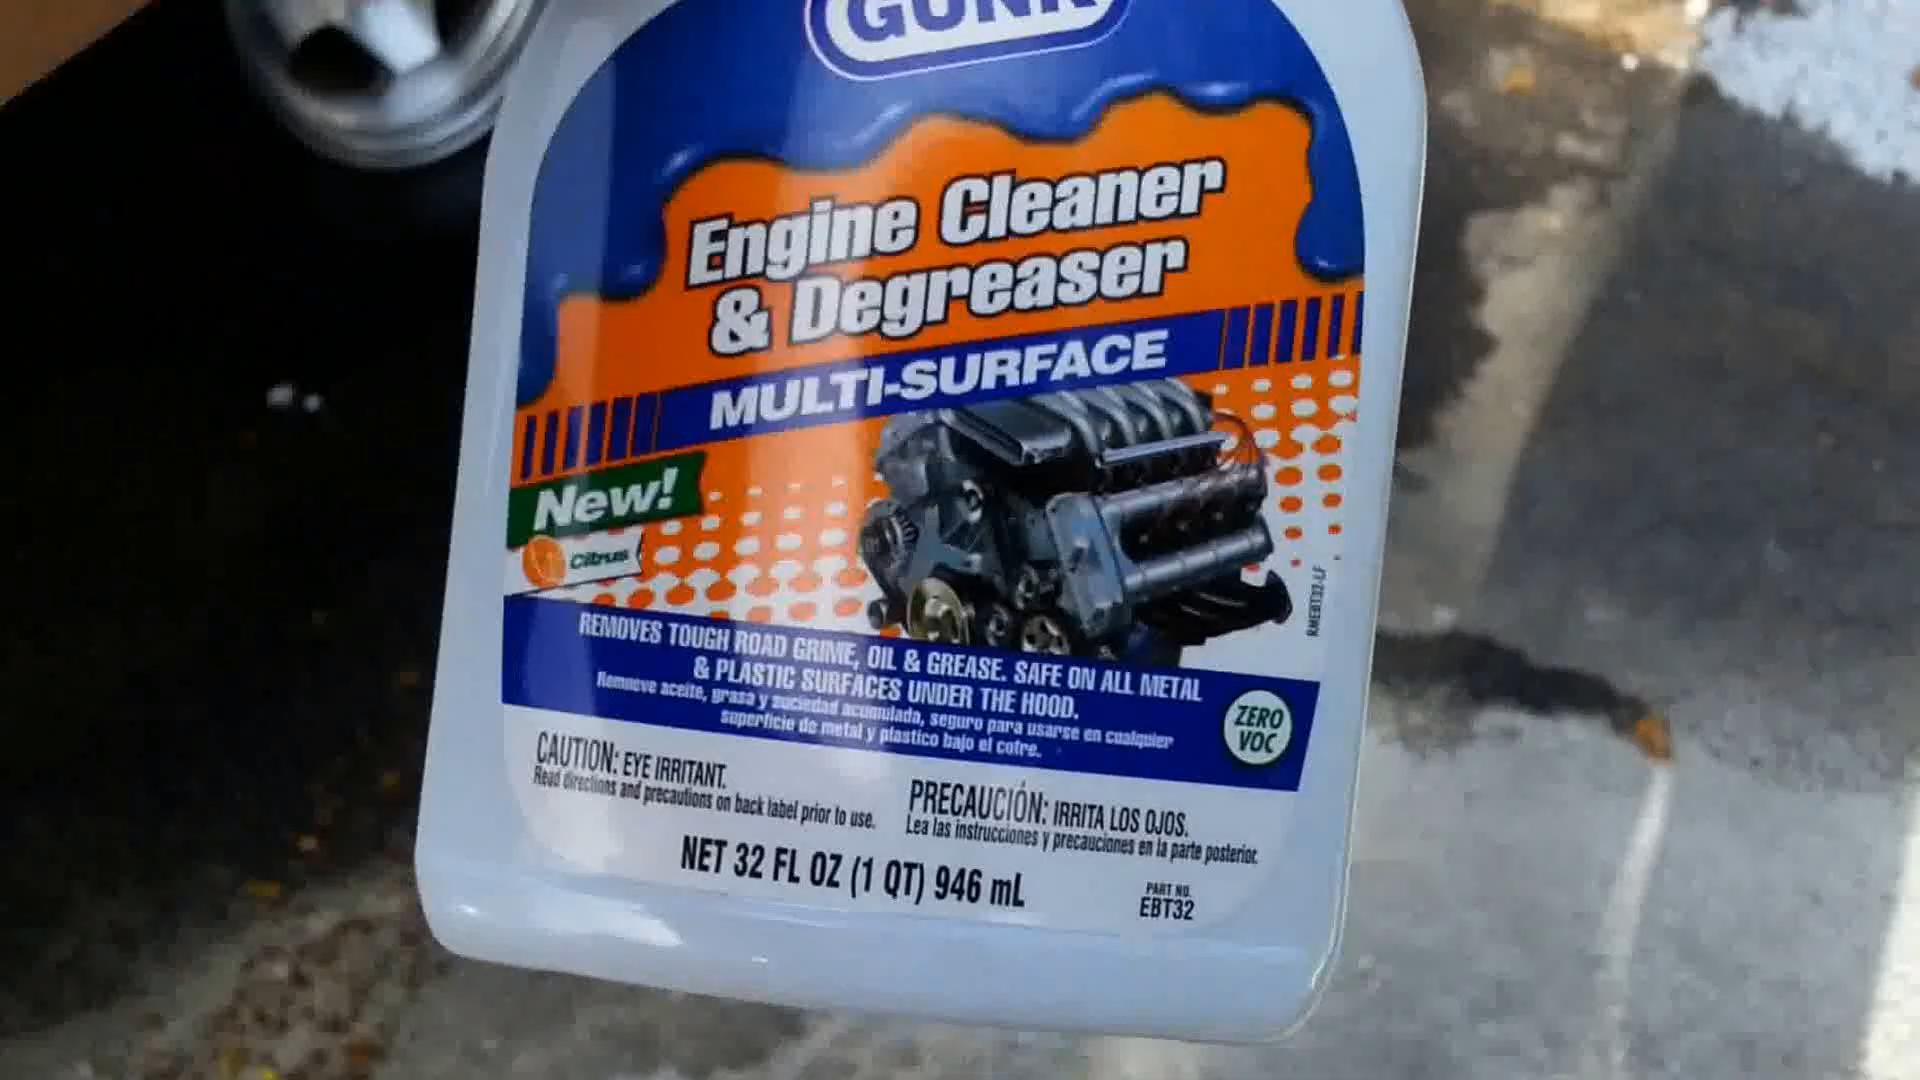 GUNK
Engine Cleaner
& Degreaser
MULTI-SURFACE
New!
Citrus
RMEBT32-LF
REMOVES TOUGH ROAD GRIME, OIL & GREASE. SAFE ON ALL METAL
& PLASTIC SURFACES UNDER THE HOOD.
Remueve aceite, grasa y suciedad acumulada, seguro para usarse en cualquier
superficie de metal y plastico bajo el cofre.
ZERO
VOC
CAUTION: EYE IRRITANT.
Read directions and precautions on back label prior to use.
PRECAUCIÓN: IRRITA LOS OJOS.
Lea las instrucciones y precauciones en la parte posterior.
NET 32 FL OZ (1 QT) 946 mL
PART NO.
EBT32